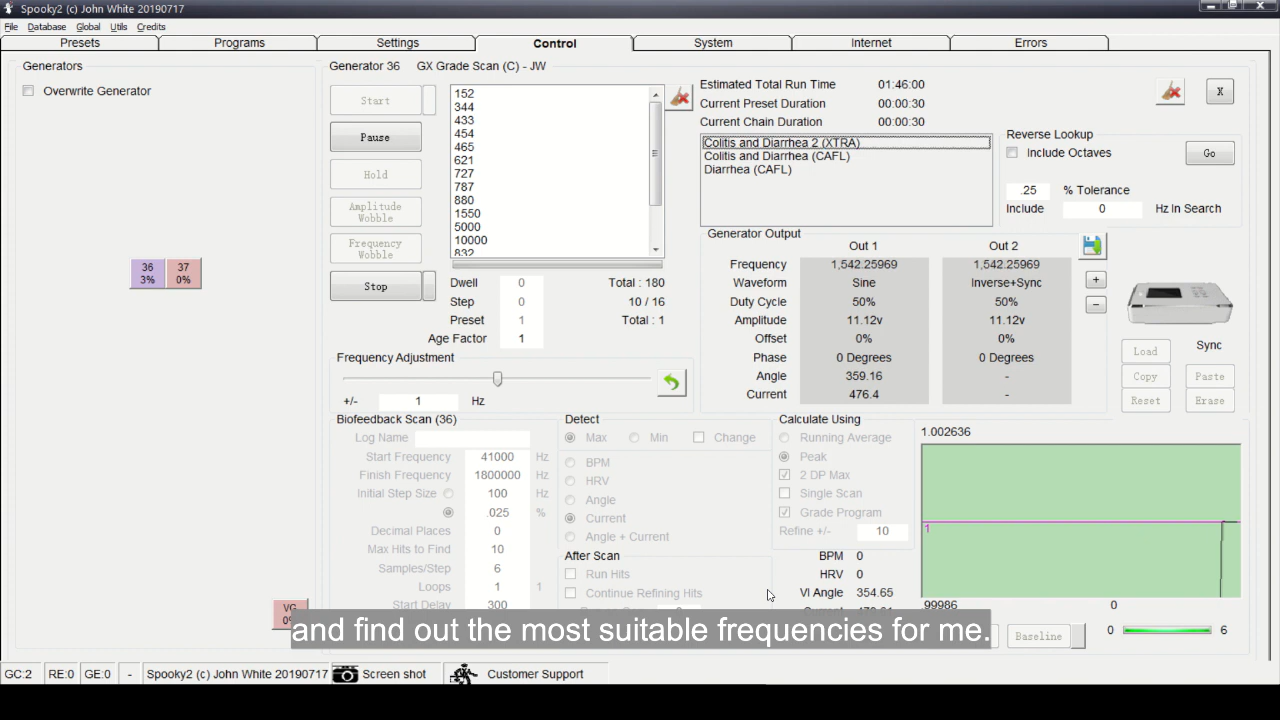 Spooky2 (c) John White 20190717
File Database Global Utils Credits
Presets Programs Settings Control System Internet Errors
Generators
Overwrite Generator
36
3%
37
0%
VG
Generator 36 GX Grade Scan (C) - JW
Start
Pause
Hold
Amplitude
Wobble
Frequency
Wobble
Stop
152
344
433
454
465
621
727
787
880
1550
5000
10000
832
Dwell 0 Total : 180
Step 0 10 / 16
Preset 1 Total : 1
Age Factor 1
Frequency Adjustment
+/- 1 Hz
Estimated Total Run Time 01:46:00
Current Preset Duration 00:00:30
Current Chain Duration 00:00:30
X
Colitis and Diarrhea 2 (XTRA)
Colitis and Diarrhea (CAFL)
Diarrhea (CAFL)
Reverse Lookup
Include Octaves Go
.25 % Tolerance
Include 0 Hz In Search
Generator Output
Out 1 Out 2
Frequency 1,542.25969 1,542.25969
Waveform Sine Inverse+Sync
Duty Cycle 50% 50%
Amplitude 11.12v 11.12v
Offset 0% 0%
Phase 0 Degrees 0 Degrees
Angle 359.16 -
Current 476.4 -
+
-
Load Sync
Copy Paste
Reset Erase
Biofeedback Scan (36)
Log Name
Start Frequency 41000 Hz
Finish Frequency 1800000 Hz
Initial Step Size 100 Hz
.025 %
Decimal Places 0
Max Hits to Find 10
Samples/Step 6
Loops 1 1
Start Delay 300
Detect
Max Min Change
BPM
HRV
Angle
Current
Angle + Current
After Scan
Run Hits
Continue Refining Hits
Calculate Using
Running Average
Peak
2 DP Max
Single Scan
Grade Program
Refine +/- 10
BPM 0
HRV 0
VI Angle 354.65
1.002636
1
.99986 0
Baseline 0 6
and find out the most suitable frequencies for me.
GC:2 RE:0 GE:0 - Spooky2 (c) John White 20190717 Screen shot Customer Support